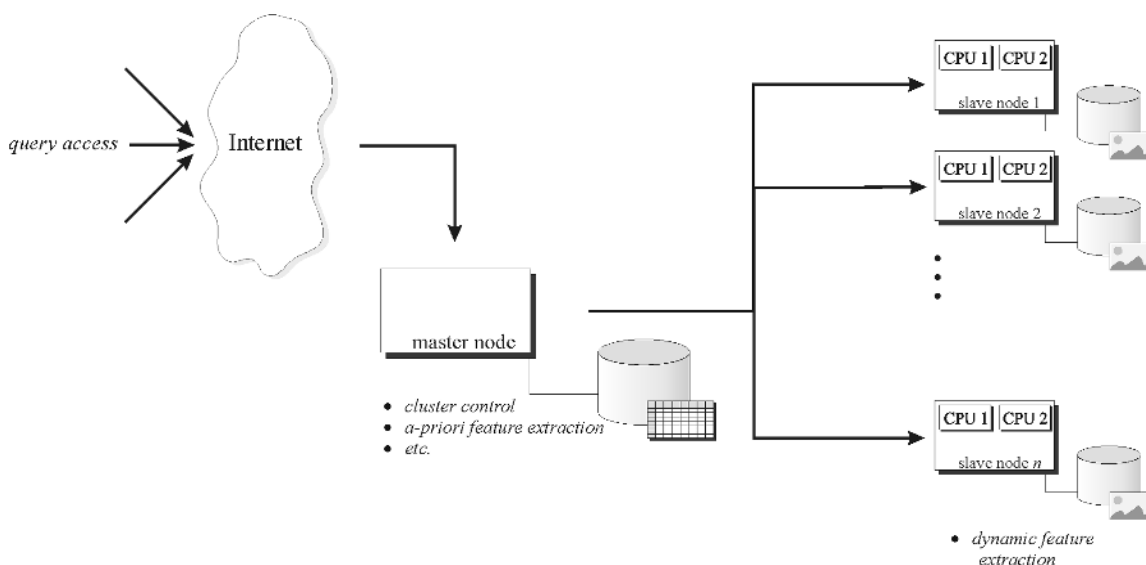 query access
Internet
master node
• cluster control
• a-priori feature extraction
• etc.
CPU 1 CPU 2
slave node 1
CPU 1 CPU 2
slave node 2
CPU 1 CPU 2
slave node n
• dynamic feature
extraction